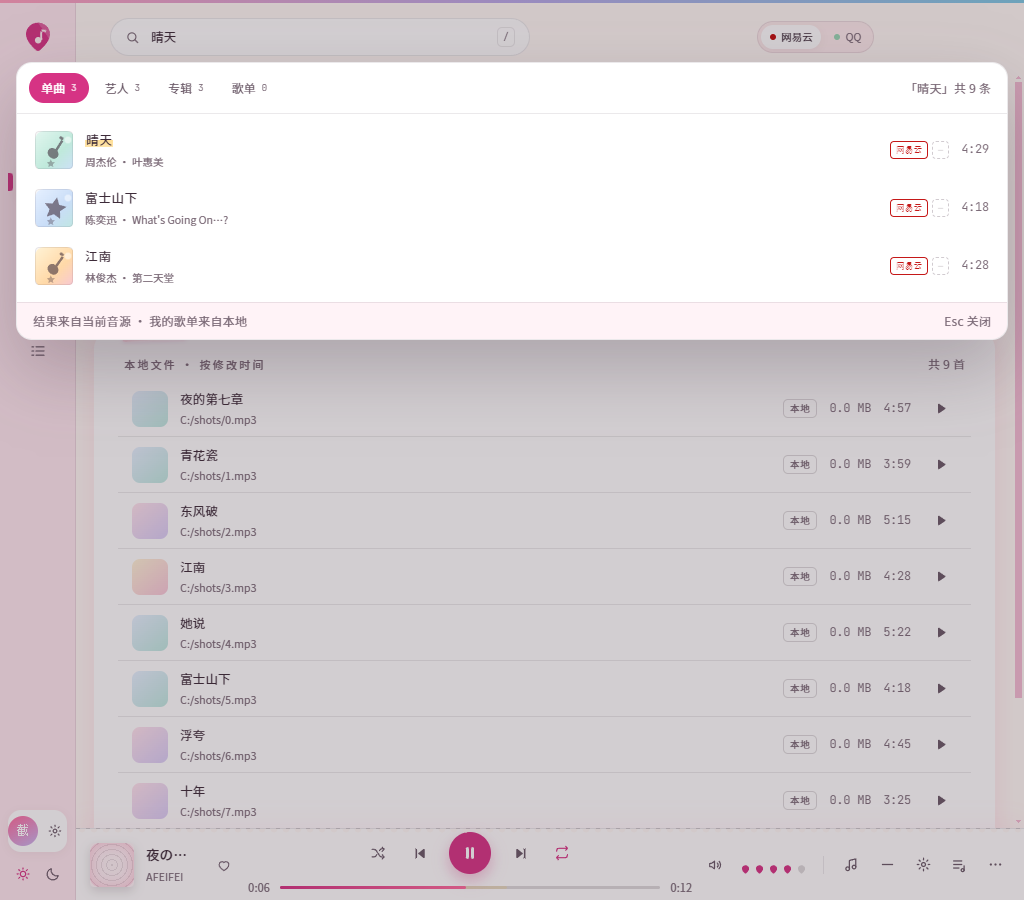 晴天 /
网易云 QQ
单曲 3 艺人 3 专辑 3 歌单 0 「晴天」共 9 条
晴天
周杰伦 • 叶惠美
网易云 — 4:29
富士山下
陈奕迅 • What's Going On…?
网易云 — 4:18
江南
林俊杰 • 第二天堂
网易云 — 4:28
结果来自当前音源 • 我的歌单来自本地 Esc 关闭
本地文件 • 按修改时间 共 9 首
夜的第七章
C:/shots/0.mp3
本地 0.0 MB 4:57
青花瓷
C:/shots/1.mp3
本地 0.0 MB 3:59
东风破
C:/shots/2.mp3
本地 0.0 MB 5:15
江南
C:/shots/3.mp3
本地 0.0 MB 4:28
她说
C:/shots/4.mp3
本地 0.0 MB 5:22
富士山下
C:/shots/5.mp3
本地 0.0 MB 4:18
浮夸
C:/shots/6.mp3
本地 0.0 MB 4:45
十年
C:/shots/7.mp3
本地 0.0 MB 3:25
截
夜の…
AFEIFEI
0:06 0:12